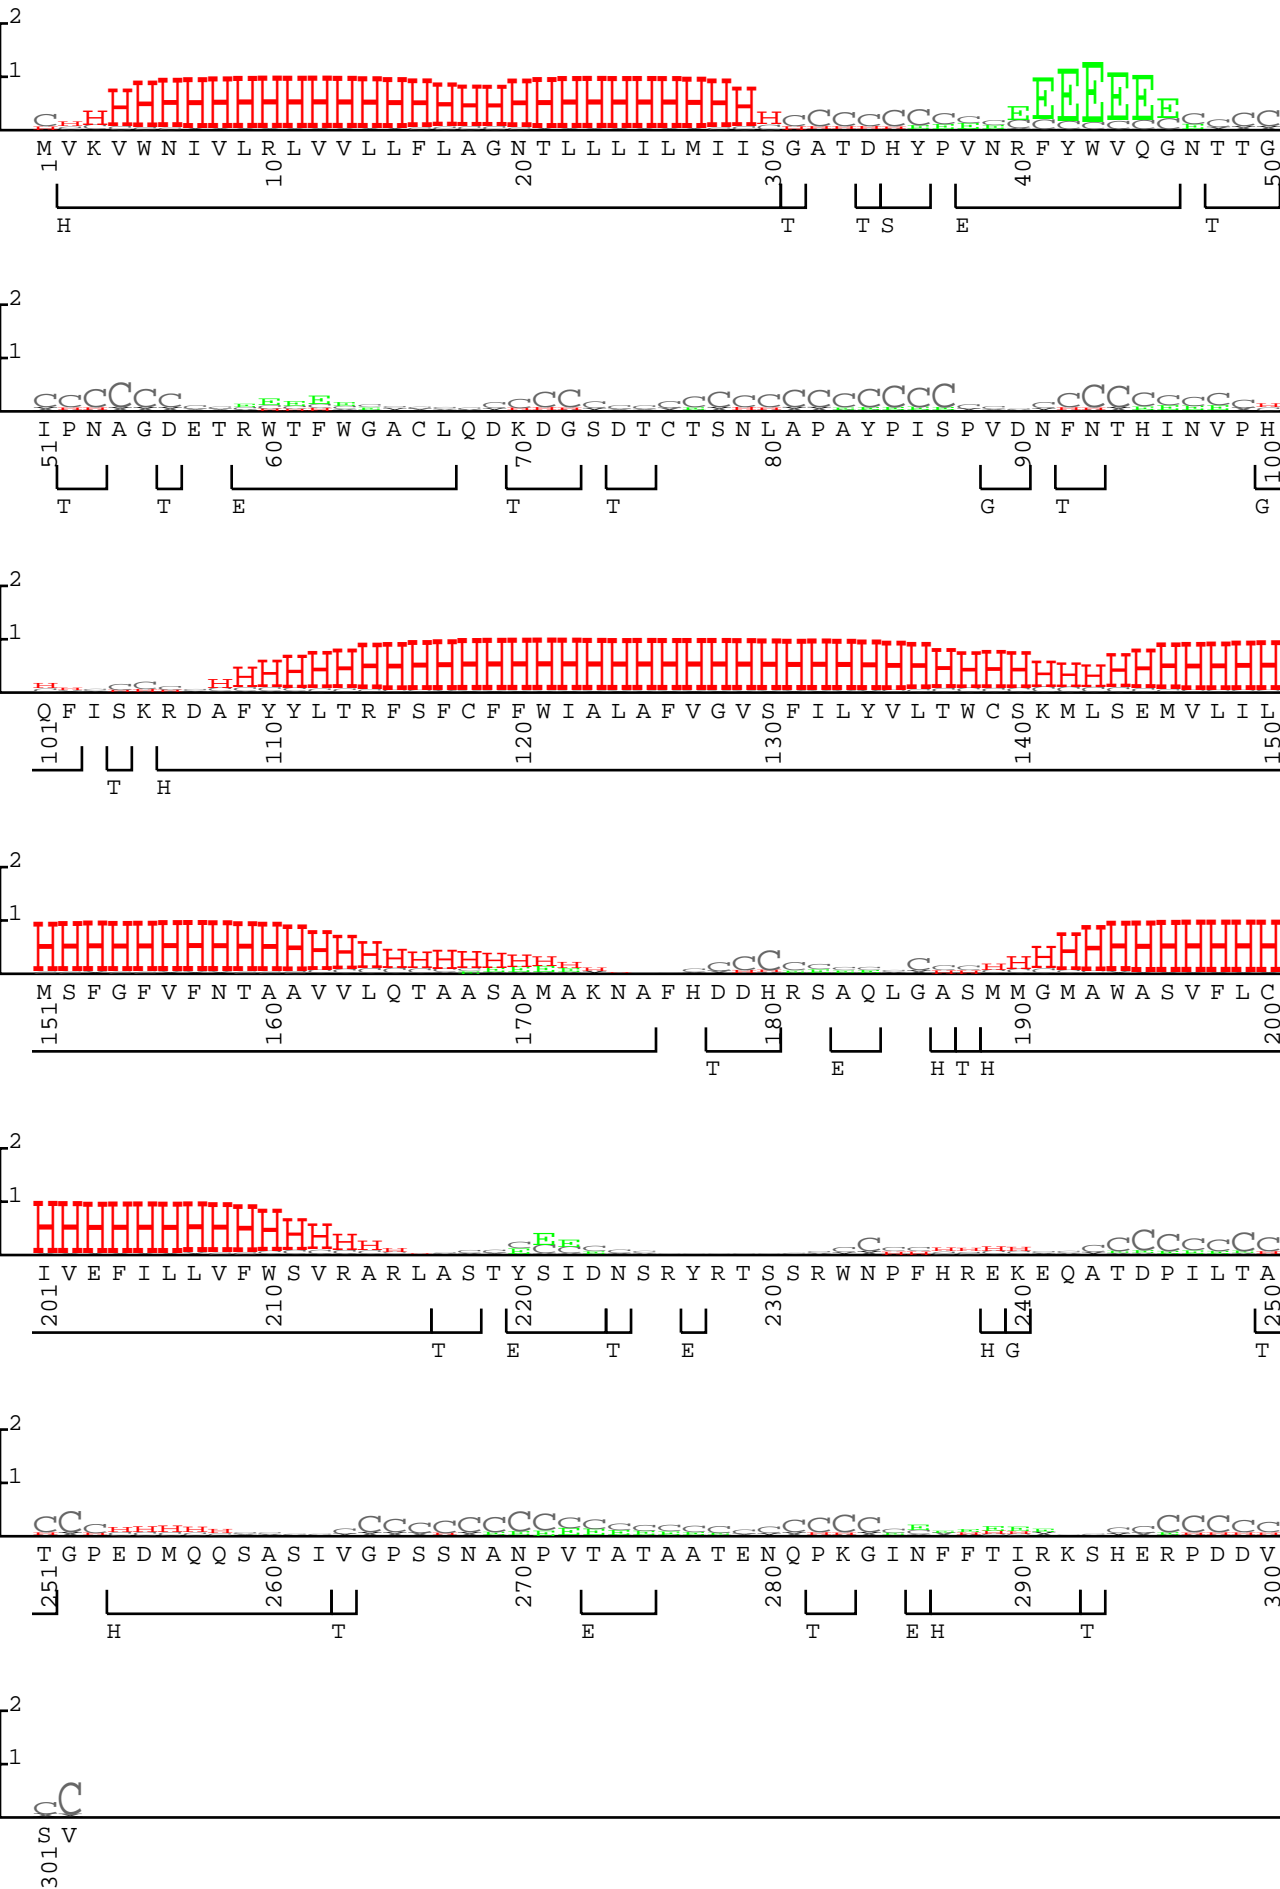 2
1
M V K V W N I V L R L V V L L F L A G N T L L L I L M I I S G A T D H Y P V N R F Y W V Q G N T T G
1 10 20 30 40 50
H T T S E T
2
1
I P N A G D E T R W T F W G A C L Q D K D G S D T C T S N L A P A Y P I S P V D N F N T H I N V P H
51 60 70 80 90 100
T T E T T G T G
2
1
Q F I S K R D A F Y Y L T R F S F C F F W I A L A F V G V S F I L Y V L T W C S K M L S E M V L I L
101 110 120 130 140 150
T H
2
1
M S F G F V F N T A A V V L Q T A A S A M A K N A F H D D H R S A Q L G A S M M G M A W A S V F L C
151 160 170 180 190 200
T E H T H
2
1
I V E F I L L V F W S V R A R L A S T Y S I D N S R Y R T S S R W N P F H R E K E Q A T D P I L T A
201 210 220 230 240 250
T E T E H G T
2
1
T G P E D M Q Q S A S I V G P S S N A N P V T A T A A T E N Q P K G I N F F T I R K S H E R P D D V
251 260 270 280 290 300
H T E T E H T
2
1
C C
S V
301